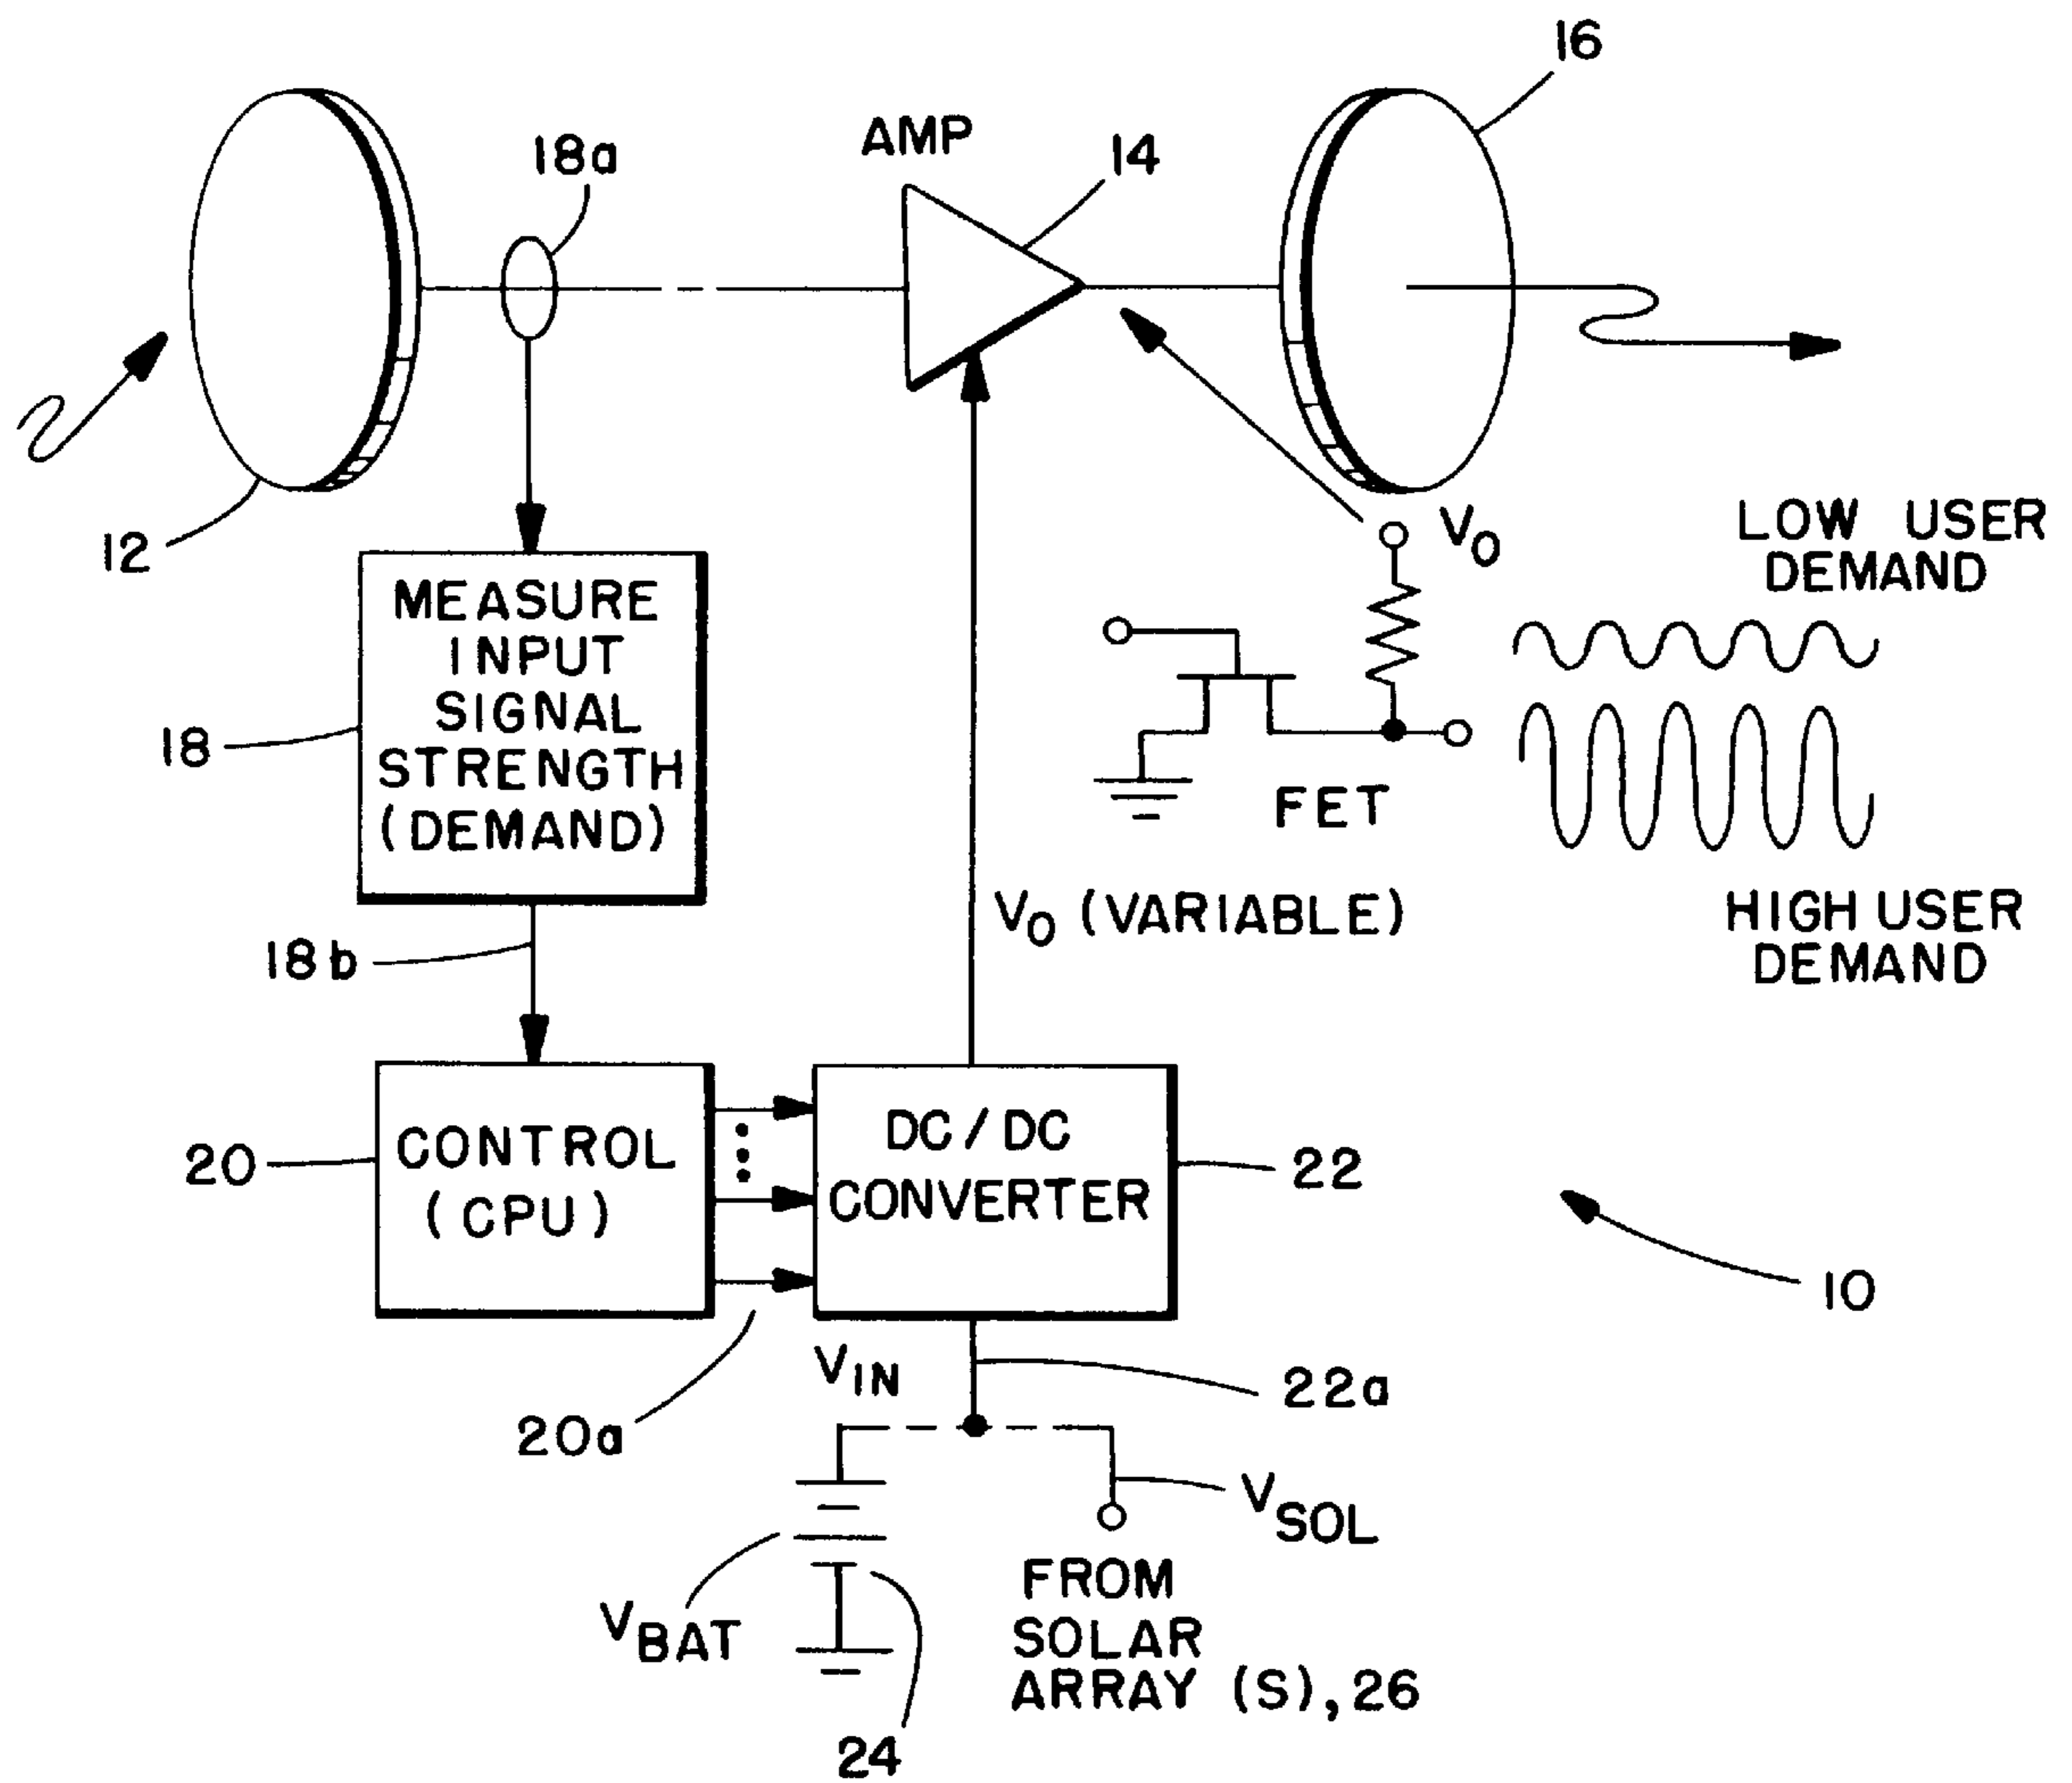 16
18a
AMP
14
12
V₀
LOW USER
DEMAND
MEASURE
INPUT
SIGNAL
STRENGTH
(DEMAND)
18
FET
V₀ (VARIABLE)
HIGH USER
DEMAND
18b
CONTROL
(CPU)
20
DC/DC
CONVERTER
22
10
VIN
22a
20a
VSOL
VBAT
FROM
SOLAR
ARRAY (S), 26
24